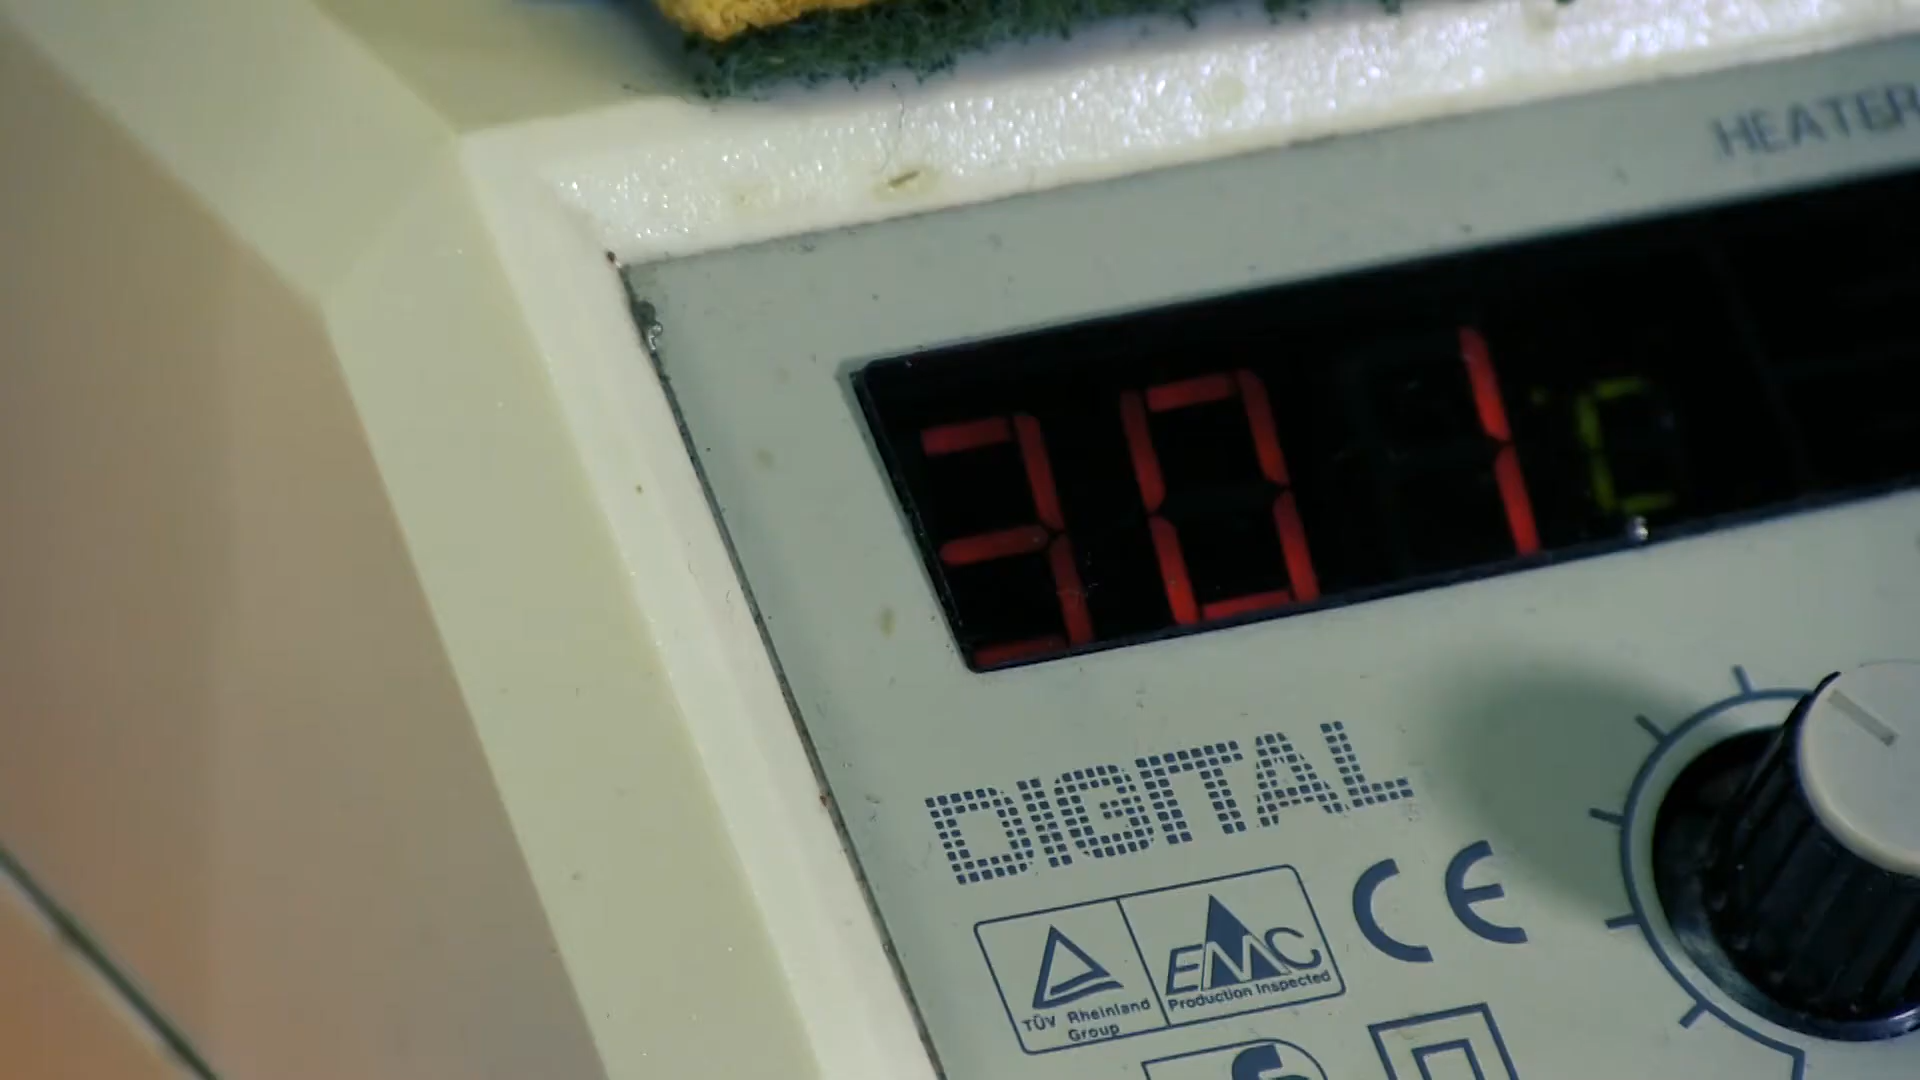 HEATER
301 °C
DIGITAL
CE
EMC
Production Inspected
TÜV Rheinland
Group